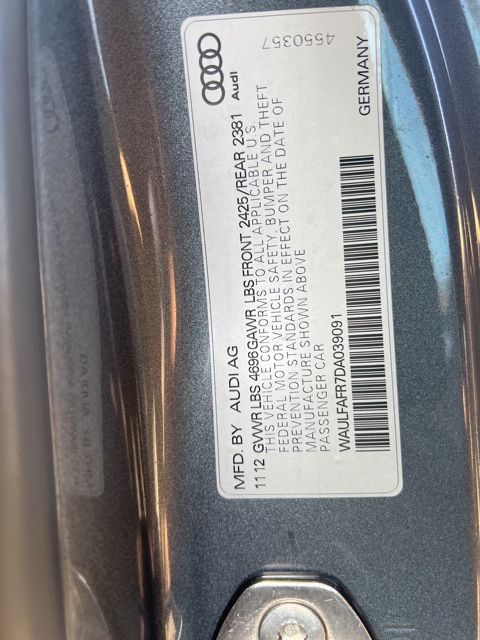 MFD. BY AUDI AG
11 12 GVWR LBS 4696 GAWR LBS FRONT 2425/REAR 2381
THIS VEHICLE CONFORMS TO ALL APPLICABLE U.S.
FEDERAL MOTOR VEHICLE SAFETY, BUMPER AND THEFT
PREVENTION STANDARDS IN EFFECT ON THE DATE OF
MANUFACTURE SHOWN ABOVE
PASSENGER CAR
WAULFAFR7DA039091
Audi
4550357
GERMANY